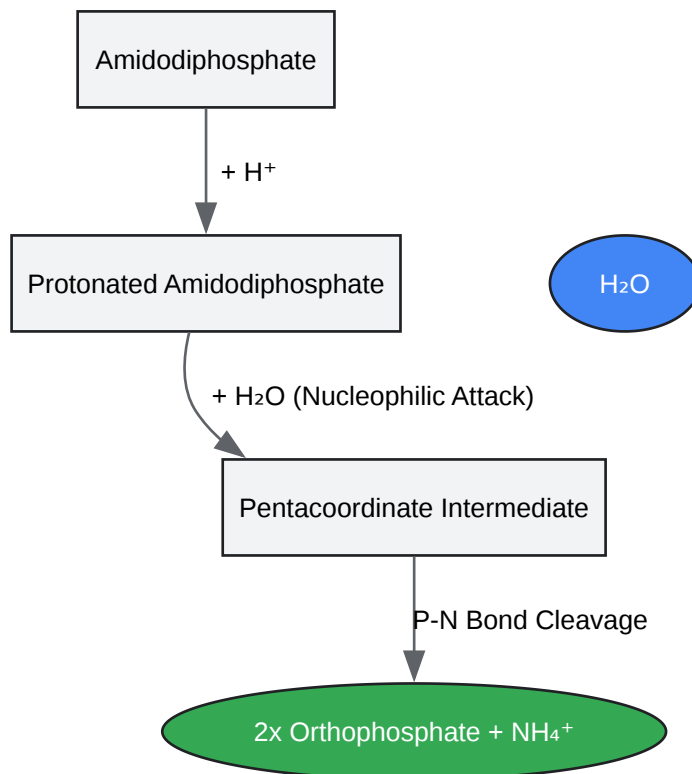 Amidodiphosphate
+ H⁺
Protonated Amidodiphosphate
H₂O
+ H₂O (Nucleophilic Attack)
Pentacoordinate Intermediate
P-N Bond Cleavage
2x Orthophosphate + NH₄⁺